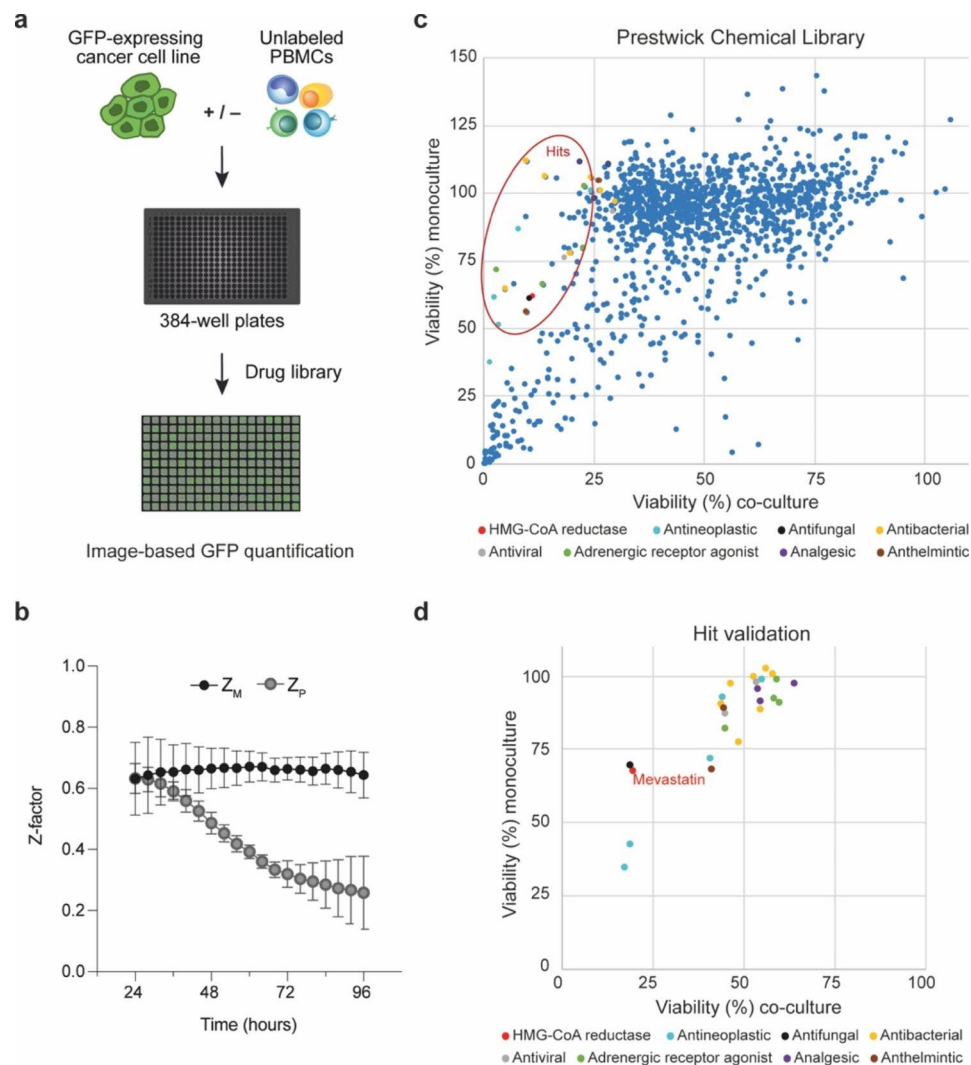 a
GFP-expressing
cancer cell line
Unlabeled
PBMCs
+ / –
384-well plates
Drug library
Image-based GFP quantification
b
Z-factor
1.0
0.8
0.6
0.4
0.2
0.0
Z_M
Z_P
24
48
72
96
Time (hours)
c
Prestwick Chemical Library
Viability (%) monoculture
150
125
100
75
50
25
0
Hits
0
25
50
75
100
Viability (%) co-culture
HMG-CoA reductase
Antineoplastic
Antifungal
Antibacterial
Antiviral
Adrenergic receptor agonist
Analgesic
Anthelmintic
d
Hit validation
Viability (%) monoculture
100
75
50
25
0
Mevastatin
0
25
50
75
100
Viability (%) co-culture
HMG-CoA reductase
Antineoplastic
Antifungal
Antibacterial
Antiviral
Adrenergic receptor agonist
Analgesic
Anthelmintic